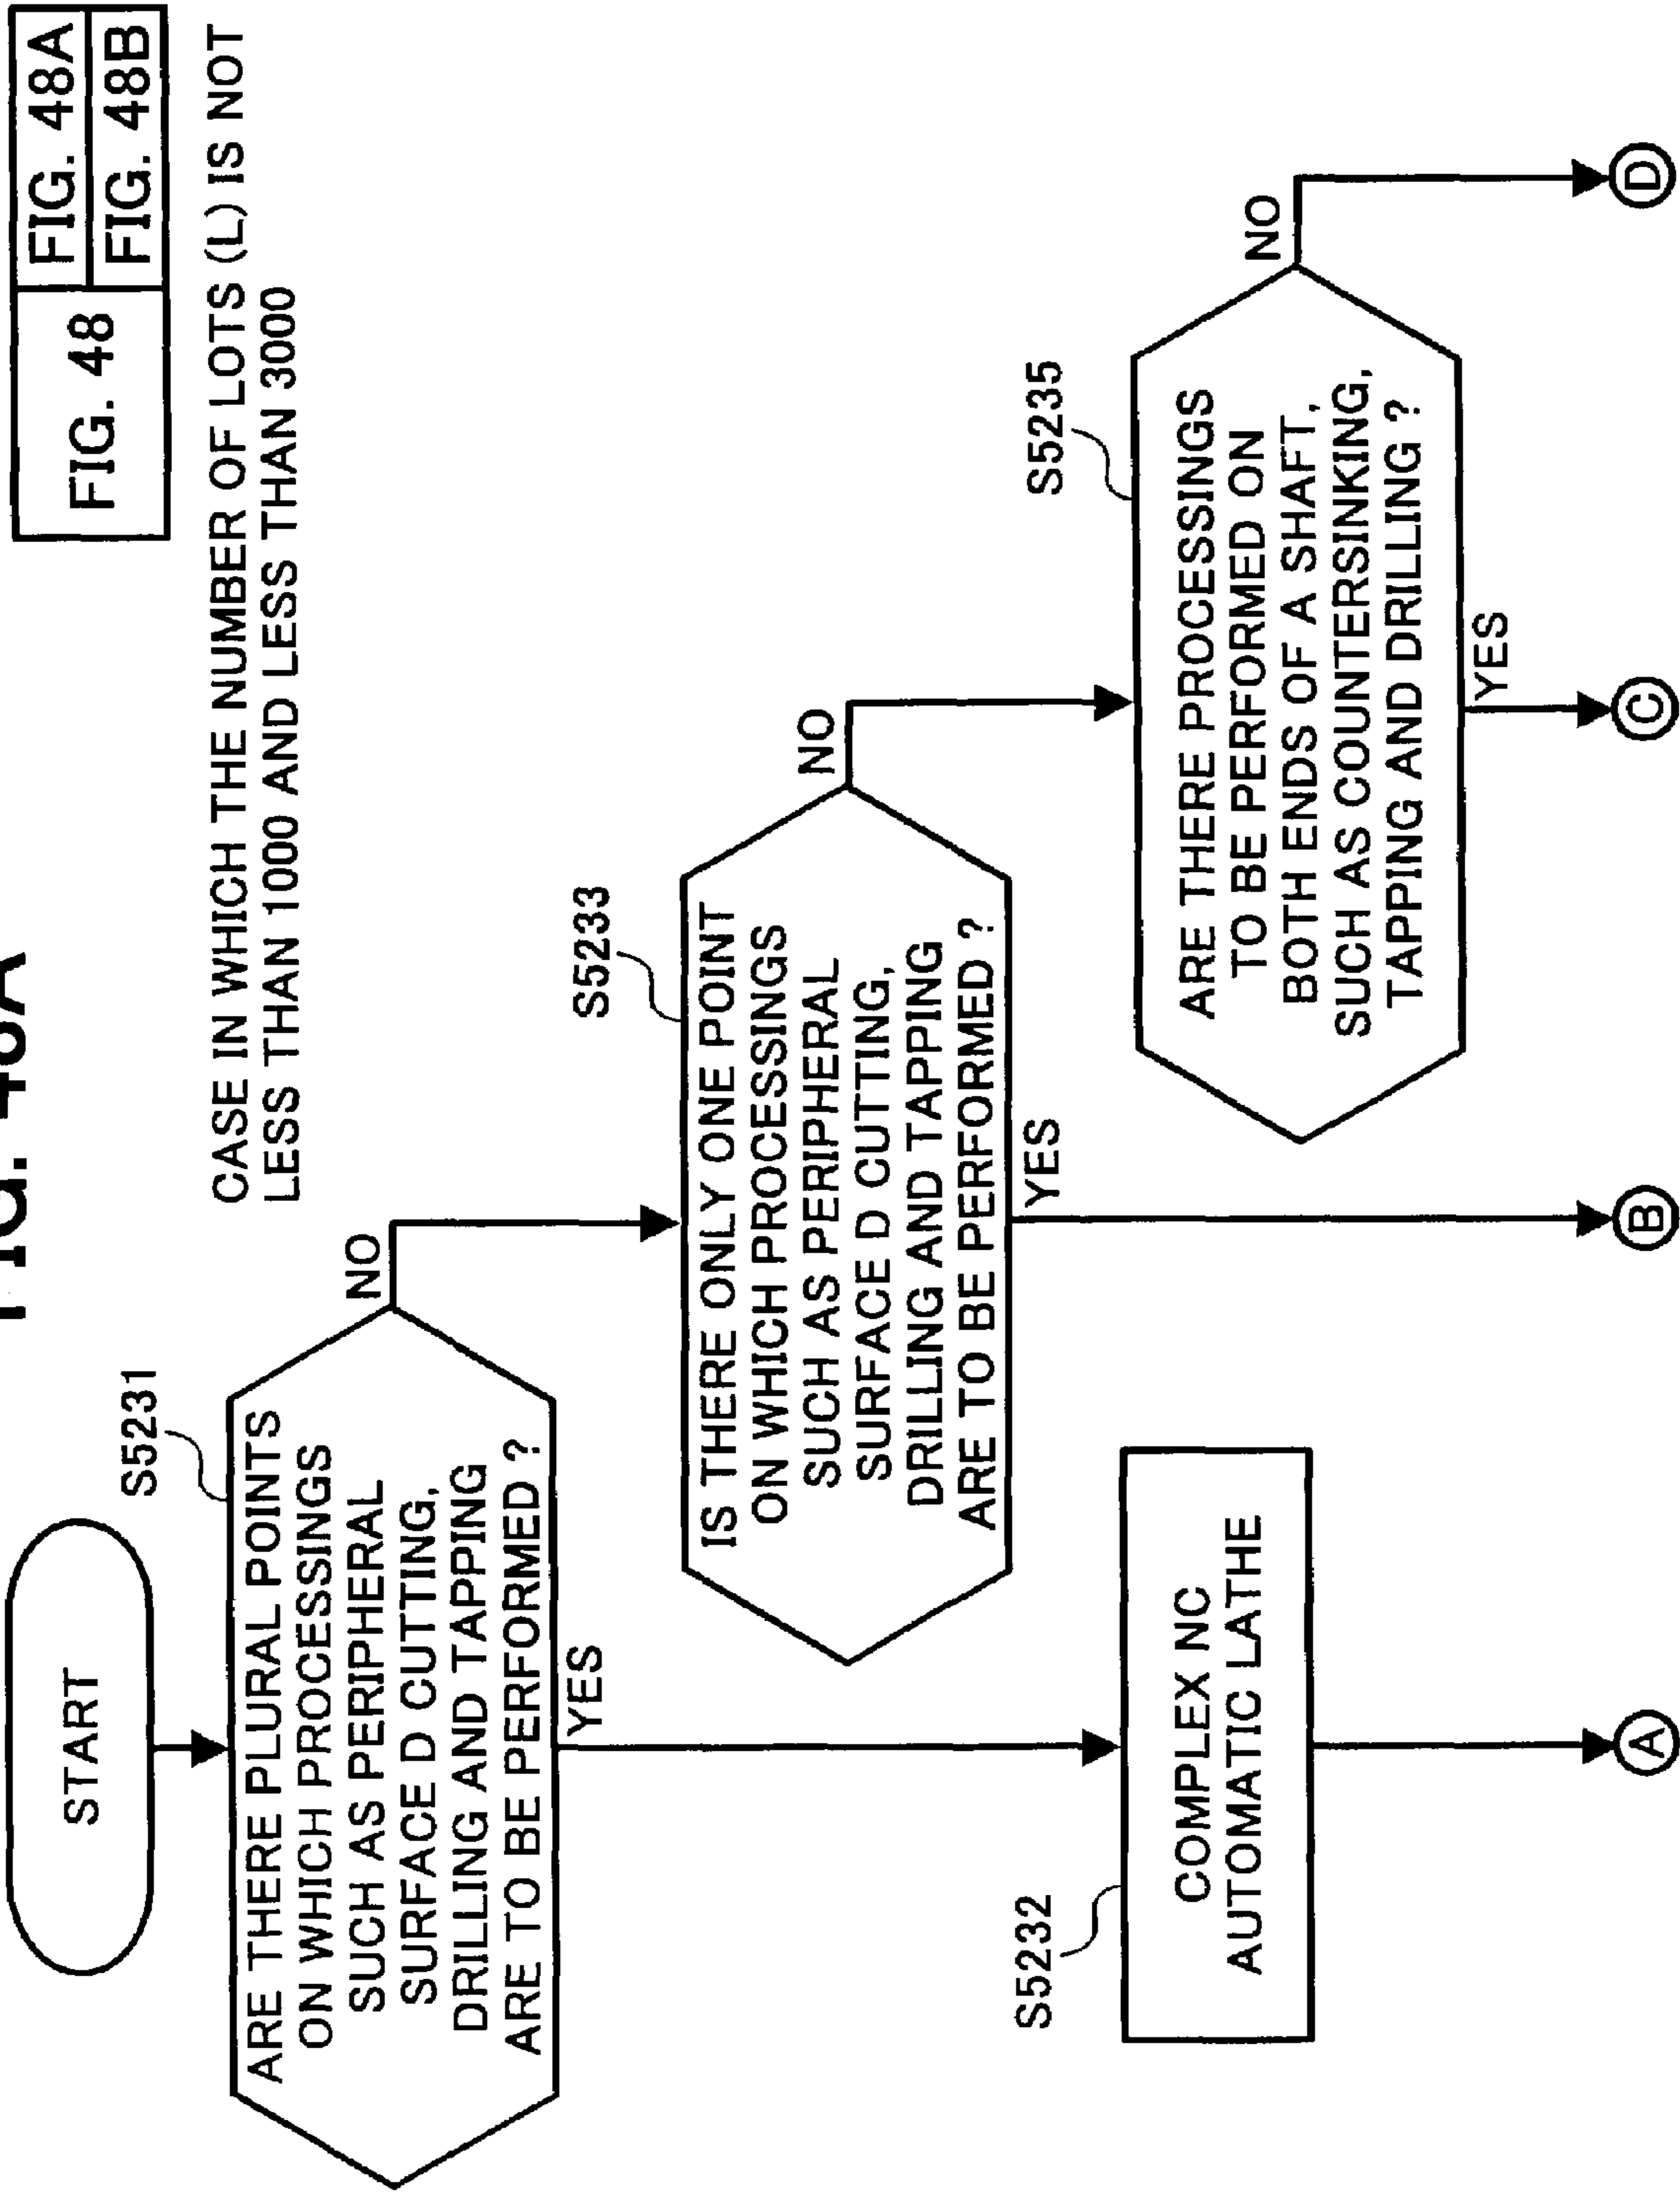 FIG. 48A
FIG. 48
FIG. 48A
FIG. 48B
CASE IN WHICH THE NUMBER OF LOTS (L) IS NOT
LESS THAN 1000 AND LESS THAN 3000
START
S5231
ARE THERE PLURAL POINTS
ON WHICH PROCESSINGS
SUCH AS PERIPHERAL
SURFACE D CUTTING,
DRILLING AND TAPPING
ARE TO BE PERFORMED ?
NO
YES
S5232
COMPLEX NC
AUTOMATIC LATHE
A
S5233
IS THERE ONLY ONE POINT
ON WHICH PROCESSINGS
SUCH AS PERIPHERAL
SURFACE D CUTTING,
DRILLING AND TAPPING
ARE TO BE PERFORMED ?
NO
YES
B
S5235
ARE THERE PROCESSINGS
TO BE PERFORMED ON
BOTH ENDS OF A SHAFT,
SUCH AS COUNTERSINKING,
TAPPING AND DRILLING ?
NO
YES
C
D